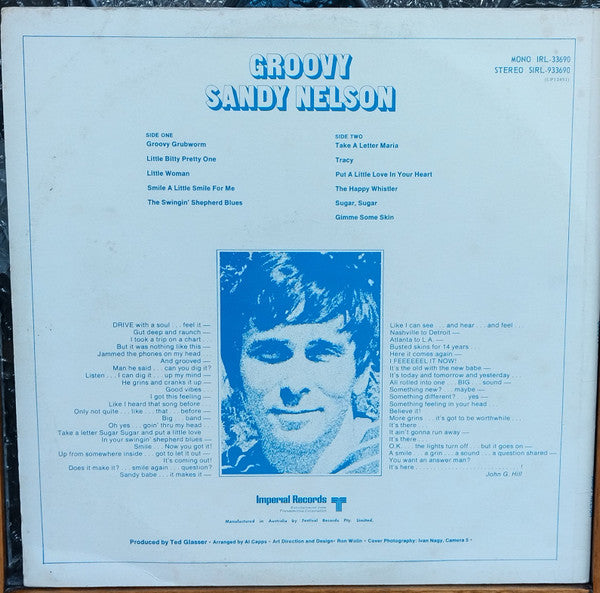 GROOVY
SANDY NELSON
MONO IRL-33690
STEREO SIRL-933690
(LP12451)
SIDE ONE
Groovy Grubworm
Little Bitty Pretty One
Little Woman
Smile A Little Smile For Me
The Swingin' Shepherd Blues
SIDE TWO
Take A Letter Maria
Tracy
Put A Little Love In Your Heart
The Happy Whistler
Sugar, Sugar
Gimme Some Skin
DRIVE with a soul . . . feel it —
Gut deep and raunch —
I took a trip on a chart .
But it was nothing like this —
Jammed the phones on my head .
And grooved —
Man he said . . . can you dig it?
Listen . . . I can dig it . . . up my mind —
He grins and cranks it up
Good vibes .
I got this feeling —
Like I heard that song before .
Only not quite . . . like . . . that . . . before —
Big . . . band —
Oh yes . . . goin' thru my head
Take a letter Sugar Sugar and put a little love
In your swingin' shepherd blues —
Smile . . . Now you got it!
Up from somewhere inside . . . got to let it out —
It's coming out!
Does it make it? . . . smile again . . . question?
Sandy babe . . . it makes it —
Like I can see . . . and hear . . . and feel . . .
Nashville to Detroit —
Atlanta to L.A. —
Busted skins for 14 years . .
Here it comes again —
I FEEEEEEL IT NOW!
It's the old with the new babe —
It's today and tomorrow and yesterday . .
All rolled into one . . . BIG . . . sound —
Something new? . . . maybe —
Something different? . . yes —
Something feeling in your head
Believe it!
More grins . . . it's got to be worthwhile . .
It's there . .
It ain't gonna run away —
It's there . .
O.K. . . . the lights turn off . . . but it goes on —
A smile . . . a grin . . . a sound . . . a question shared —
You want an answer man?
It's here . . . . . . . . . . . . . . . . . . . !
John G. Hill
Imperial Records
Entertainment from
Transamerica Corporation
Manufactured in Australia by Festival Records Pty. Limited.
Produced by Ted Glasser • Arranged by Al Capps • Art Direction and Design• Ron Wolin • Cover Photography: Ivan Nagy, Camera 5 •